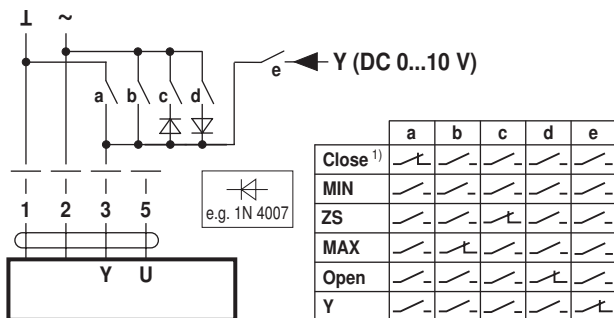 ⊥ ~
e Y (DC 0...10 V)
a b c d
1 2 3 5
e.g. 1N 4007
Y U
a b c d e
Close 1)
MIN
ZS
MAX
Open
Y